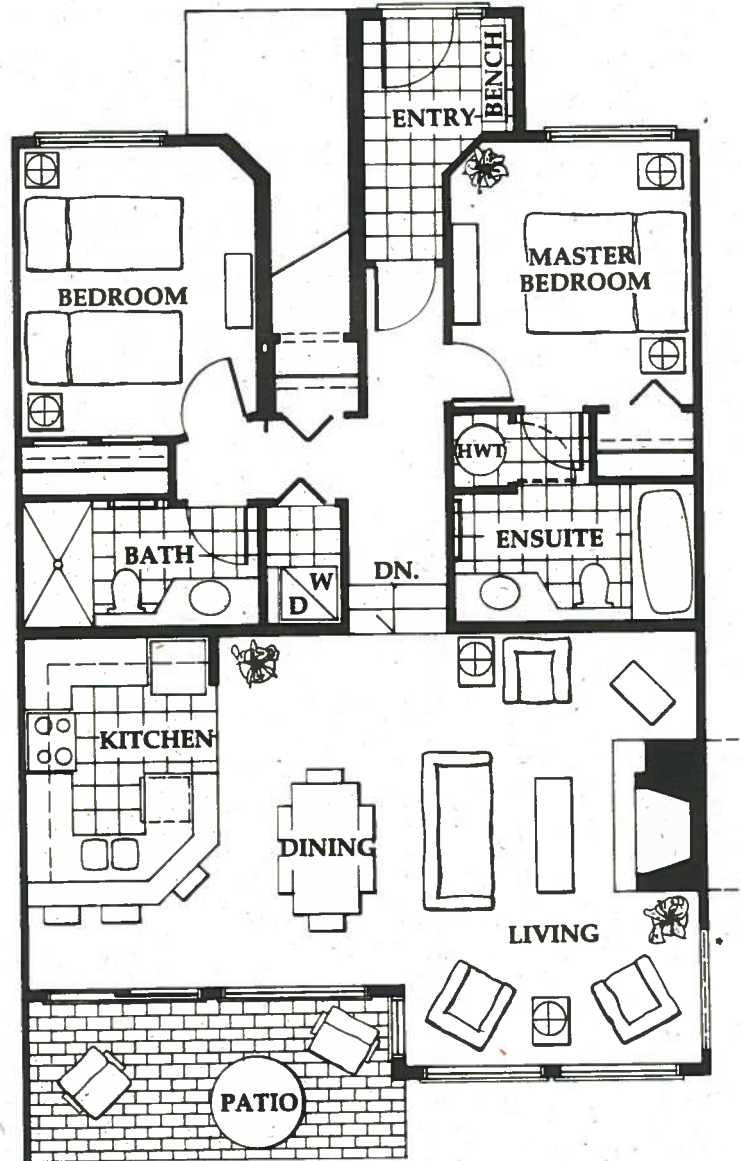 BENCH
ENTRY
MASTER
BEDROOM
BEDROOM
HWT
ENSUITE
BATH
DN.
W
D
KITCHEN
DINING
LIVING
PATIO